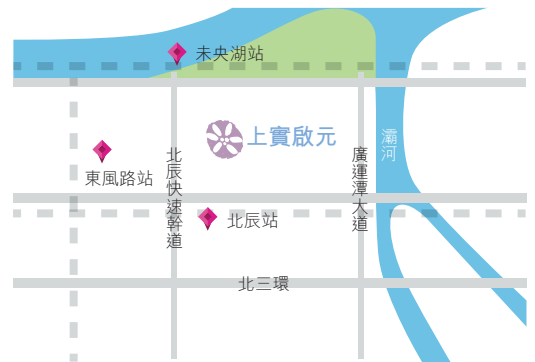 未央湖站
上實啟元
灞河
東風路站
北辰快速幹道
廣運潭大道
北辰站
北三環